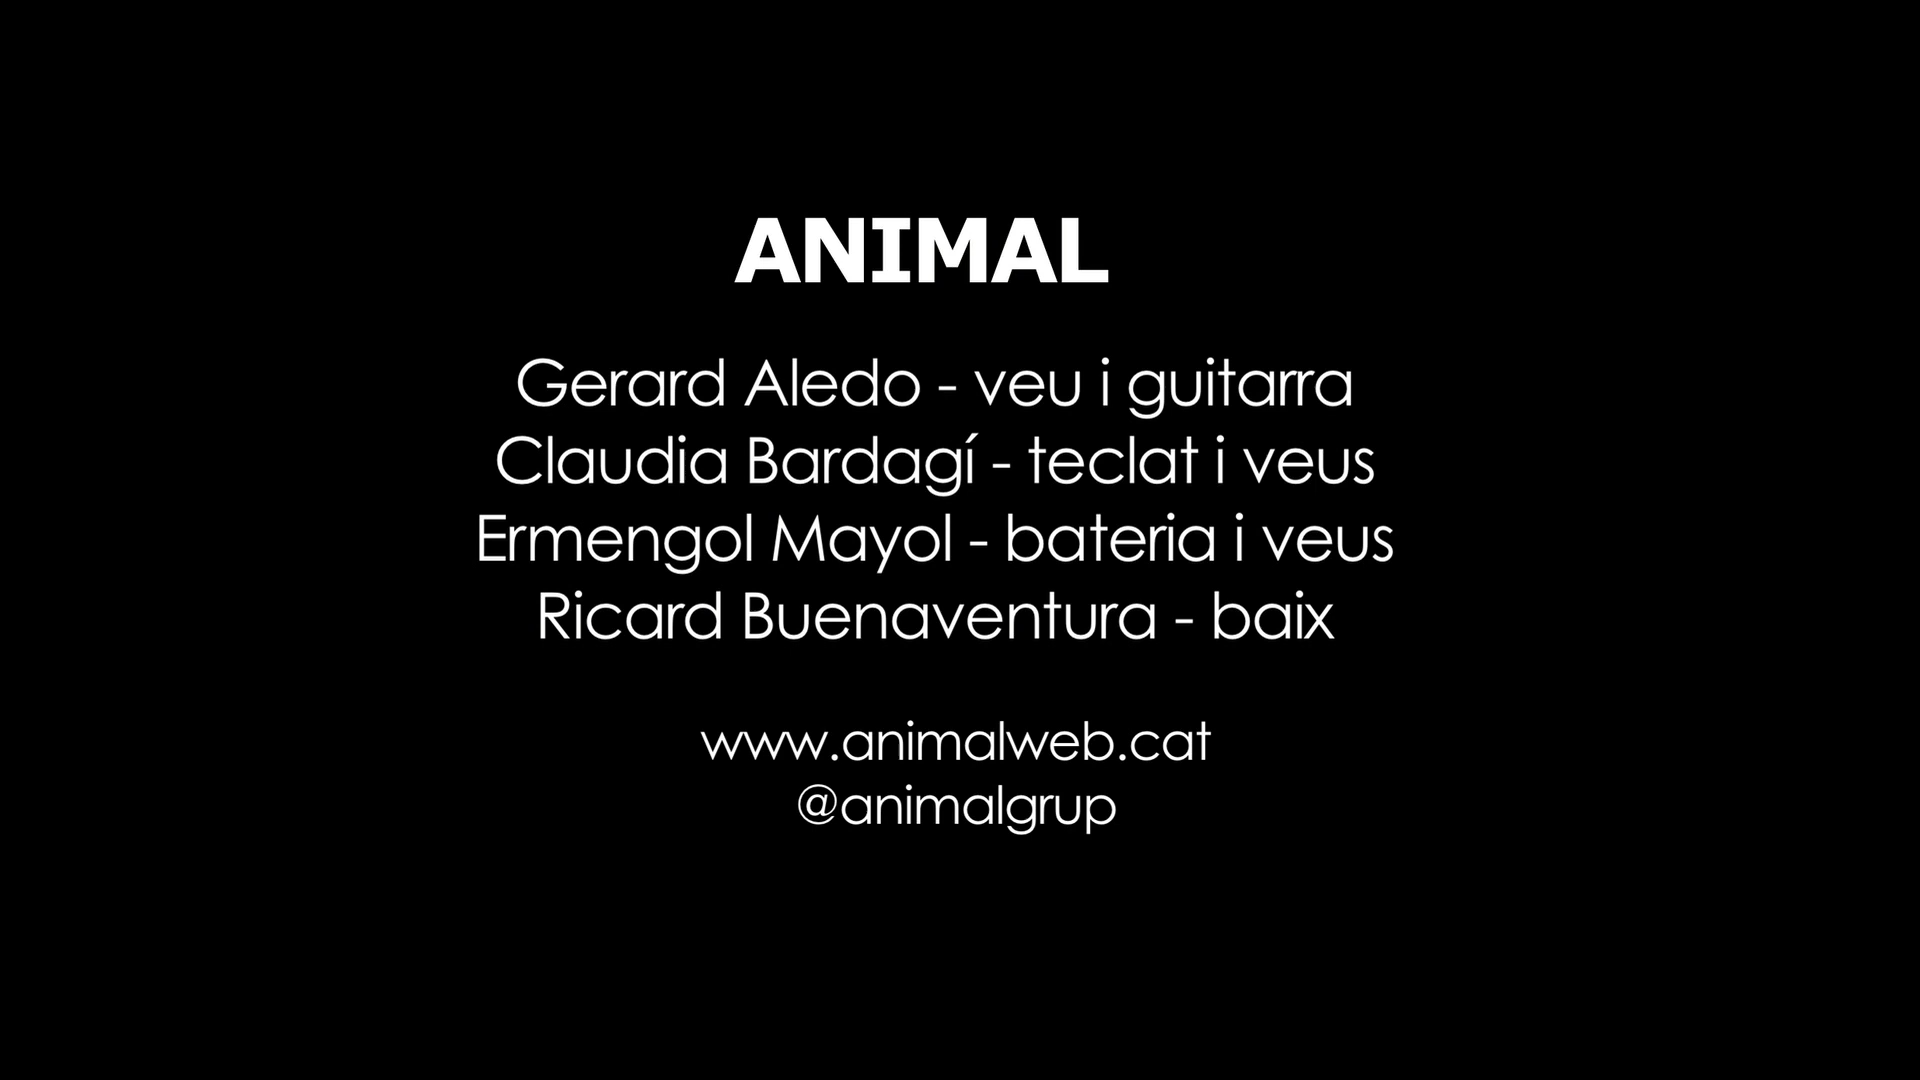 ANIMAL
Gerard Aledo - veu i guitarra
Claudia Bardagí - teclat i veus
Ermengol Mayol - bateria i veus
Ricard Buenaventura - baix
www.animalweb.cat
@animalgrup